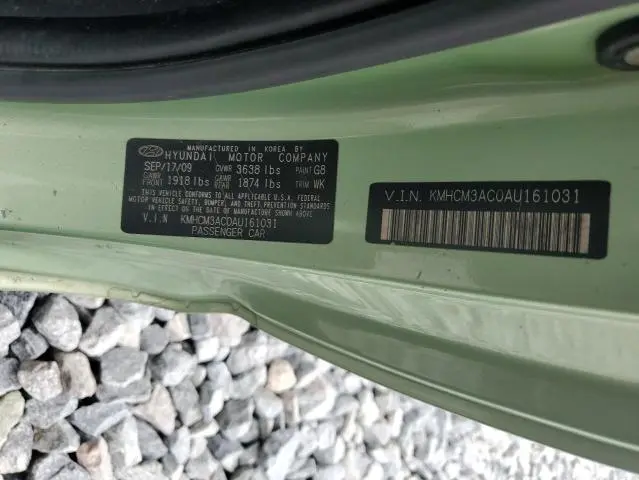 MANUFACTURED IN KOREA BY
HYUNDAI MOTOR COMPANY
SEP/17/09 GVWR 3638 lbs PAINT G8
GAWR FRONT 1918 lbs GAWR REAR 1874 lbs TRIM WK
THIS VEHICLE CONFORMS TO ALL APPLICABLE U.S.A. FEDERAL
MOTOR VEHICLE SAFETY, BUMPER, AND THEFT PREVENTION STANDARDS
IN EFFECT ON THE DATE OF MANUFACTURE SHOWN ABOVE
V.I.N KMHCM3AC0AU161031
PASSENGER CAR
V.I.N. KMHCM3AC0AU161031